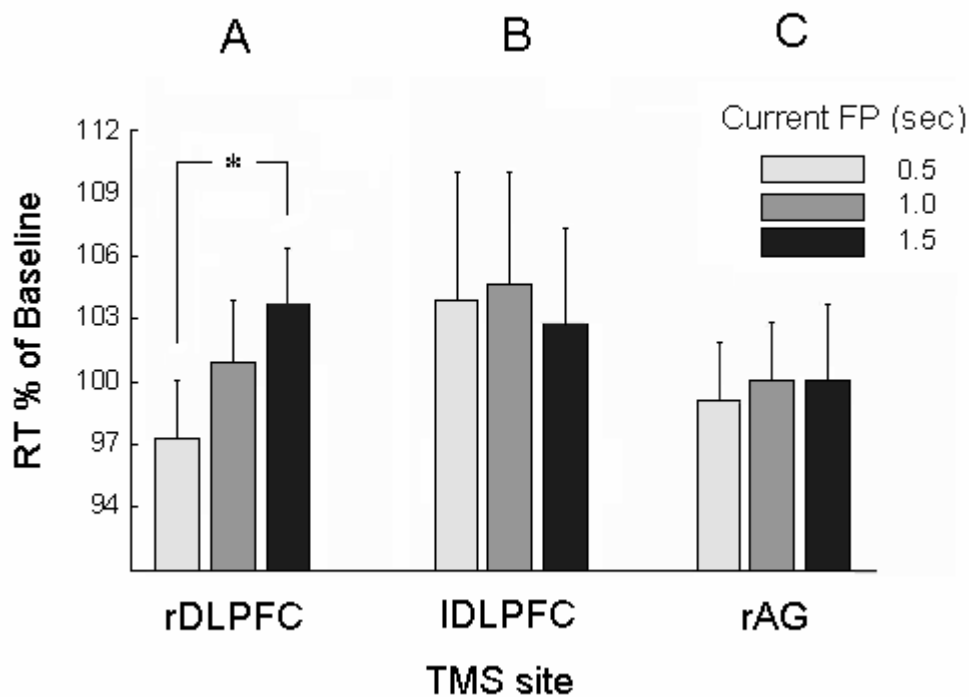 A B C
Current FP (sec)
0.5
1.0
1.5
RT % of Baseline
112
109
106
103
100
97
94
*
rDLPFC lDLPFC rAG
TMS site